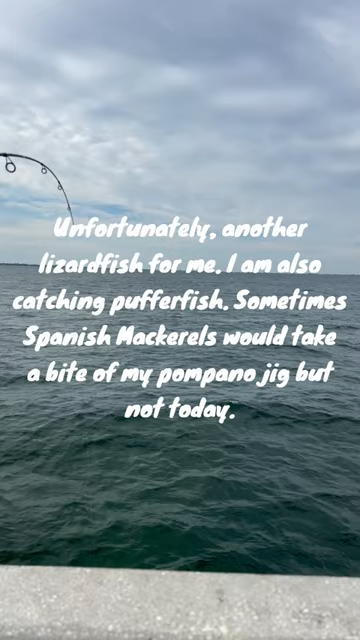 Unfortunately, another
lizardfish for me. I am also
catching pufferfish. Sometimes
Spanish Mackerels would take
a bite of my pompano jig but
not today.